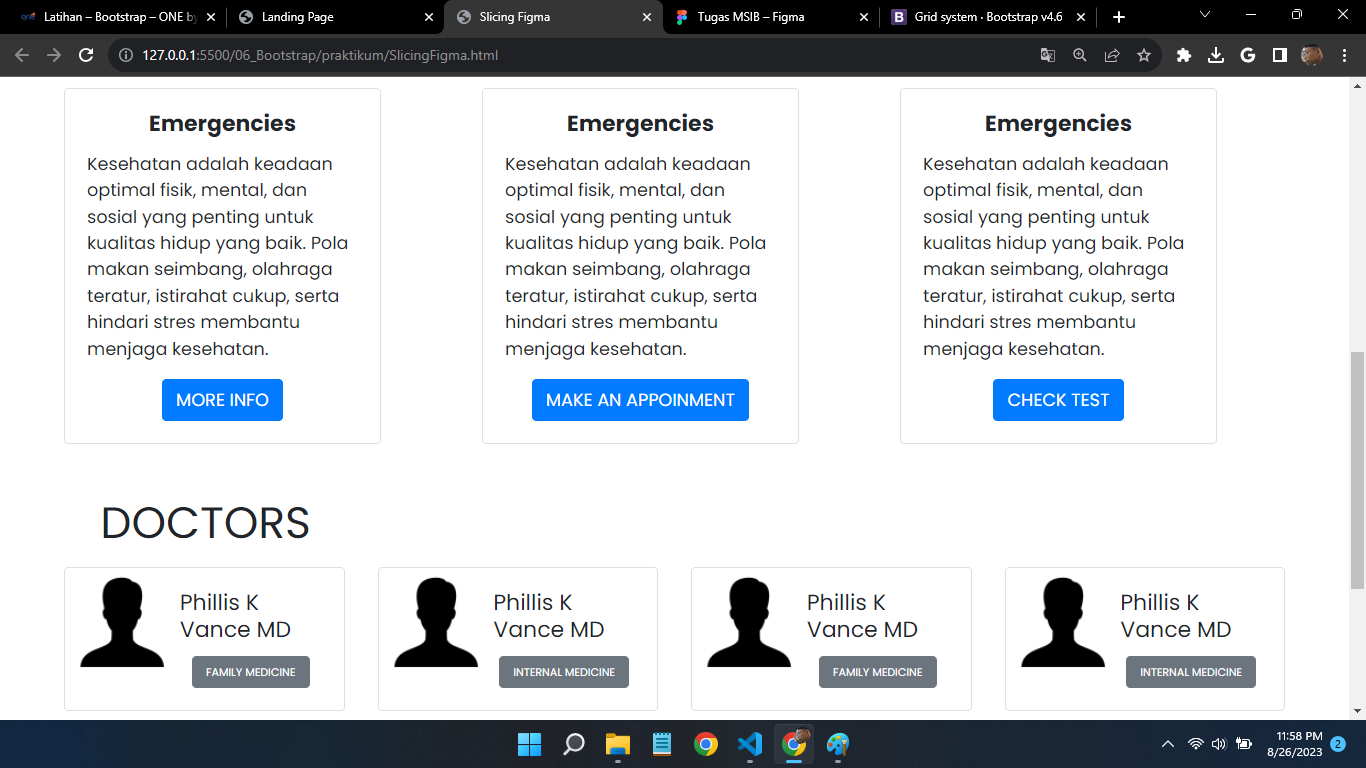 Latihan – Bootstrap – ONE by
Landing Page
Slicing Figma
Tugas MSIB – Figma
Grid system · Bootstrap v4.6
127.0.0.1:5500/06_Bootstrap/praktikum/SlicingFigma.html
Emergencies
Kesehatan adalah keadaan
optimal fisik, mental, dan
sosial yang penting untuk
kualitas hidup yang baik. Pola
makan seimbang, olahraga
teratur, istirahat cukup, serta
hindari stres membantu
menjaga kesehatan.
MORE INFO
Emergencies
Kesehatan adalah keadaan
optimal fisik, mental, dan
sosial yang penting untuk
kualitas hidup yang baik. Pola
makan seimbang, olahraga
teratur, istirahat cukup, serta
hindari stres membantu
menjaga kesehatan.
MAKE AN APPOINMENT
Emergencies
Kesehatan adalah keadaan
optimal fisik, mental, dan
sosial yang penting untuk
kualitas hidup yang baik. Pola
makan seimbang, olahraga
teratur, istirahat cukup, serta
hindari stres membantu
menjaga kesehatan.
CHECK TEST
DOCTORS
Phillis K
Vance MD
FAMILY MEDICINE
Phillis K
Vance MD
INTERNAL MEDICINE
Phillis K
Vance MD
FAMILY MEDICINE
Phillis K
Vance MD
INTERNAL MEDICINE
11:58 PM
8/26/2023
2